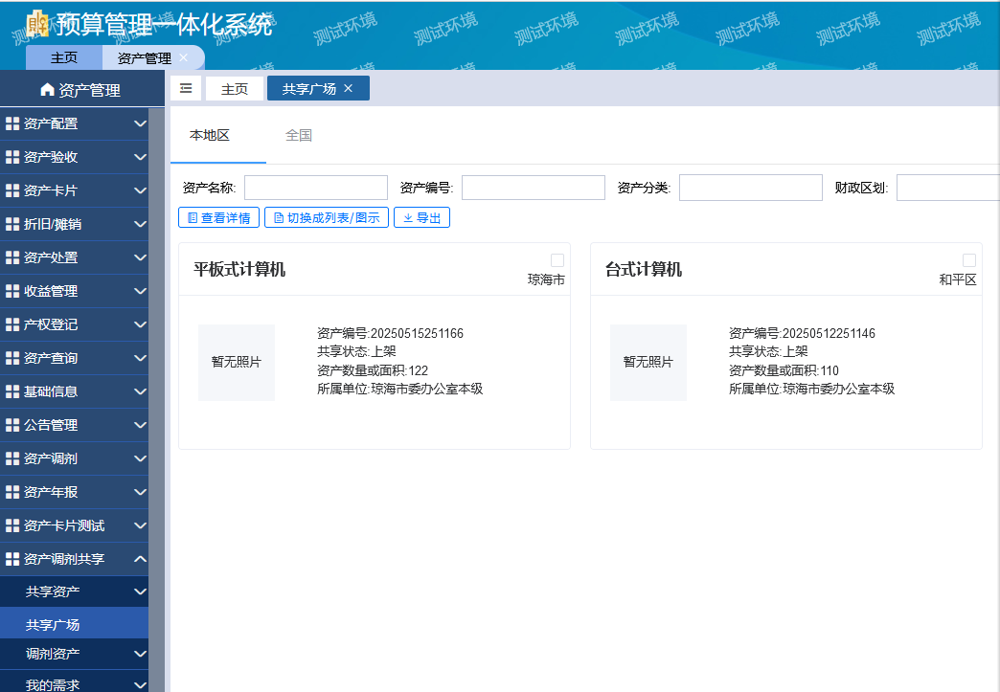 预算管理一体化系统
测试环境 测试环境 测试环境 测试环境 测试环境 测试环境 测试环境 测试环境 测试环境 测试环境
主页 资产管理
资产管理
主页 共享广场
资产配置
资产验收
资产卡片
折旧/摊销
资产处置
收益管理
产权登记
资产查询
基础信息
公告管理
资产调剂
资产年报
资产卡片测试
资产调剂共享
共享资产
共享广场
调剂资产
我的需求
本地区 全国
资产名称: 资产编号: 资产分类: 财政区划:
查看详情 切换成列表/图示 导出
平板式计算机
琼海市
暂无照片
资产编号:20250515251166
共享状态:上架
资产数量或面积:122
所属单位:琼海市委办公室本级
台式计算机
和平区
暂无照片
资产编号:20250512251146
共享状态:上架
资产数量或面积:110
所属单位:琼海市委办公室本级